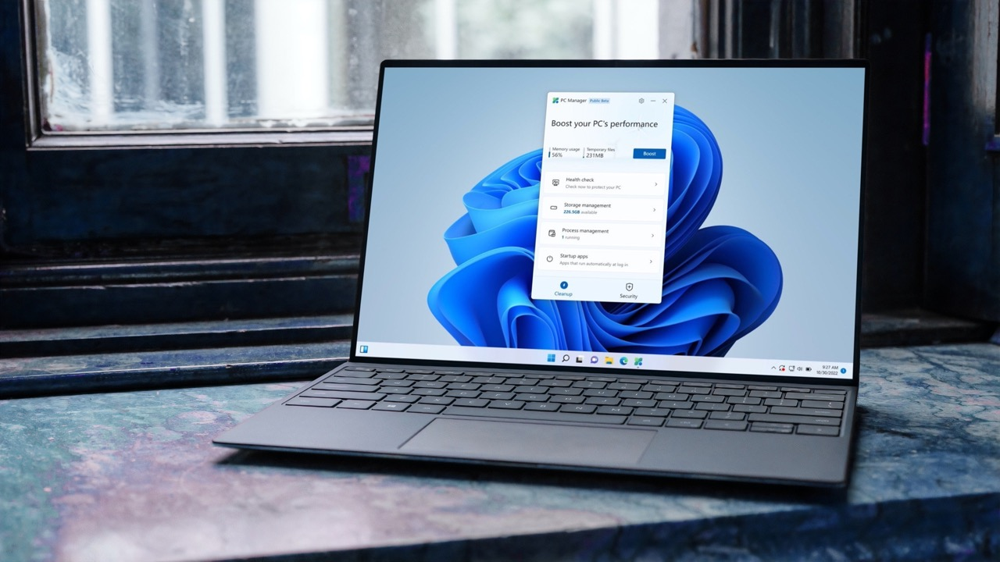 PC Manager Public Beta
Boost your PC's performance
Memory usage Temporary files
56% 231MB Boost
Health check
Check now to protect your PC
Storage management
226.5GB available
Process management
1 running
Startup apps
Apps that run automatically at log in
Cleanup Security
9:27 AM
10/30/2022